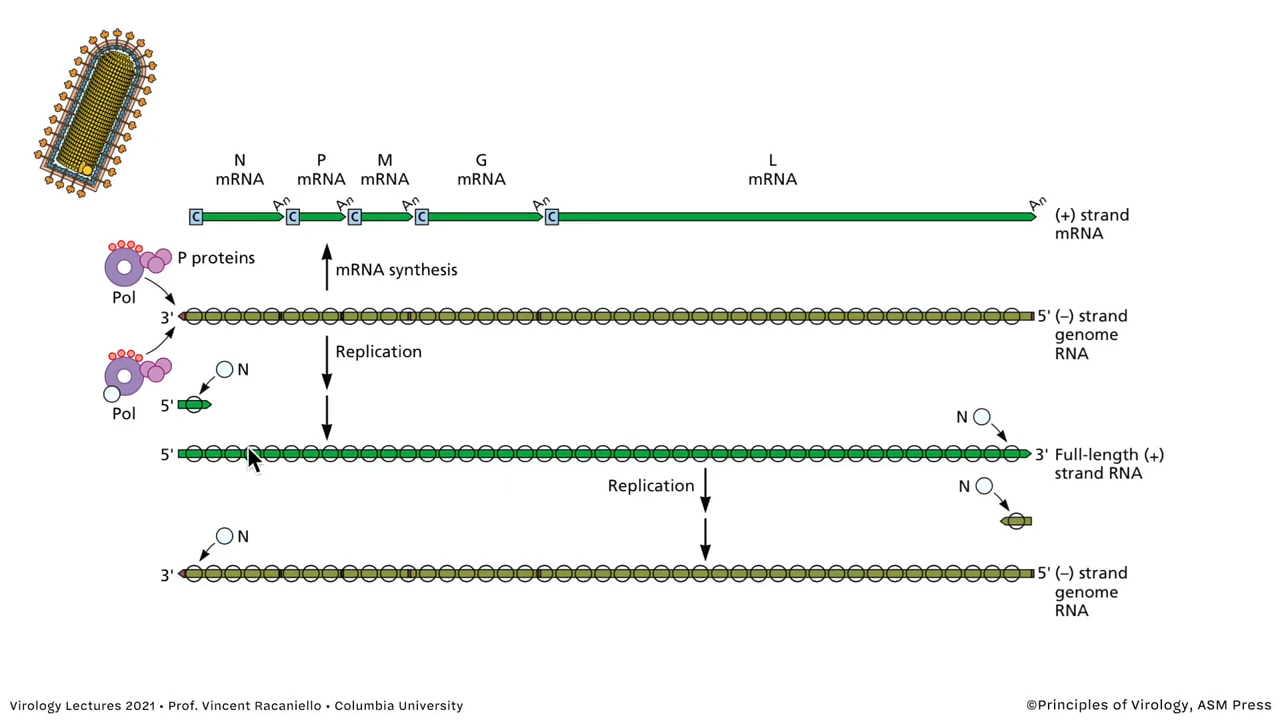 N
mRNA
P
mRNA
M
mRNA
G
mRNA
L
mRNA
C
An
C
An
C
An
C
An
C
An
(+) strand
mRNA
P proteins
Pol
mRNA synthesis
3'
5'
(–) strand
genome
RNA
Replication
N
Pol
5'
N
5'
3'
Full-length (+)
strand RNA
Replication
N
N
3'
5'
(–) strand
genome
RNA
Virology Lectures 2021 • Prof. Vincent Racaniello • Columbia University
©Principles of Virology, ASM Press